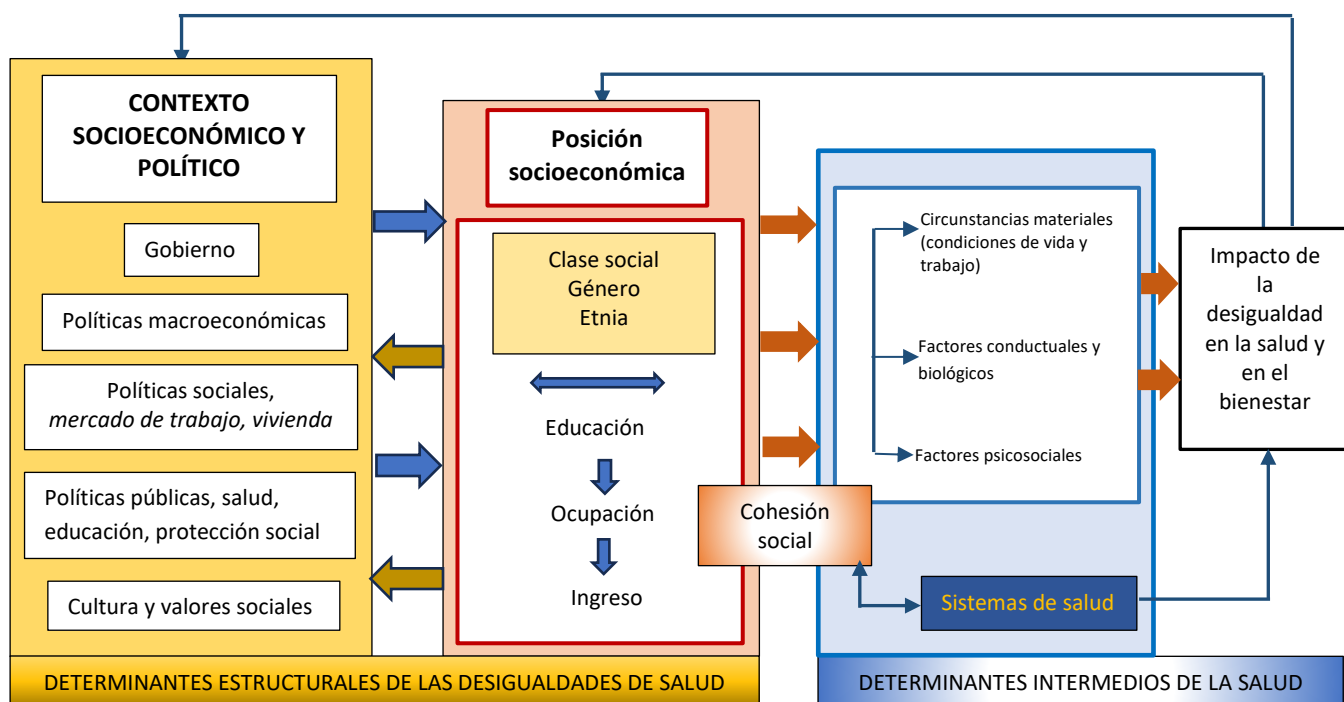 CONTEXTO
SOCIOECONÓMICO Y
POLÍTICO
Gobierno
Políticas macroeconómicas
Políticas sociales,
mercado de trabajo, vivienda
Políticas públicas, salud,
educación, protección social
Cultura y valores sociales
Posición
socioeconómica
Clase social
Género
Etnia
Educación
Ocupación
Ingreso
Cohesión
social
Circunstancias materiales
(condiciones de vida y
trabajo)
Factores conductuales y
biológicos
Factores psicosociales
Sistemas de salud
Impacto de
la
desigualdad
en la salud y
en el
bienestar
DETERMINANTES ESTRUCTURALES DE LAS DESIGUALDADES DE SALUD
DETERMINANTES INTERMEDIOS DE LA SALUD